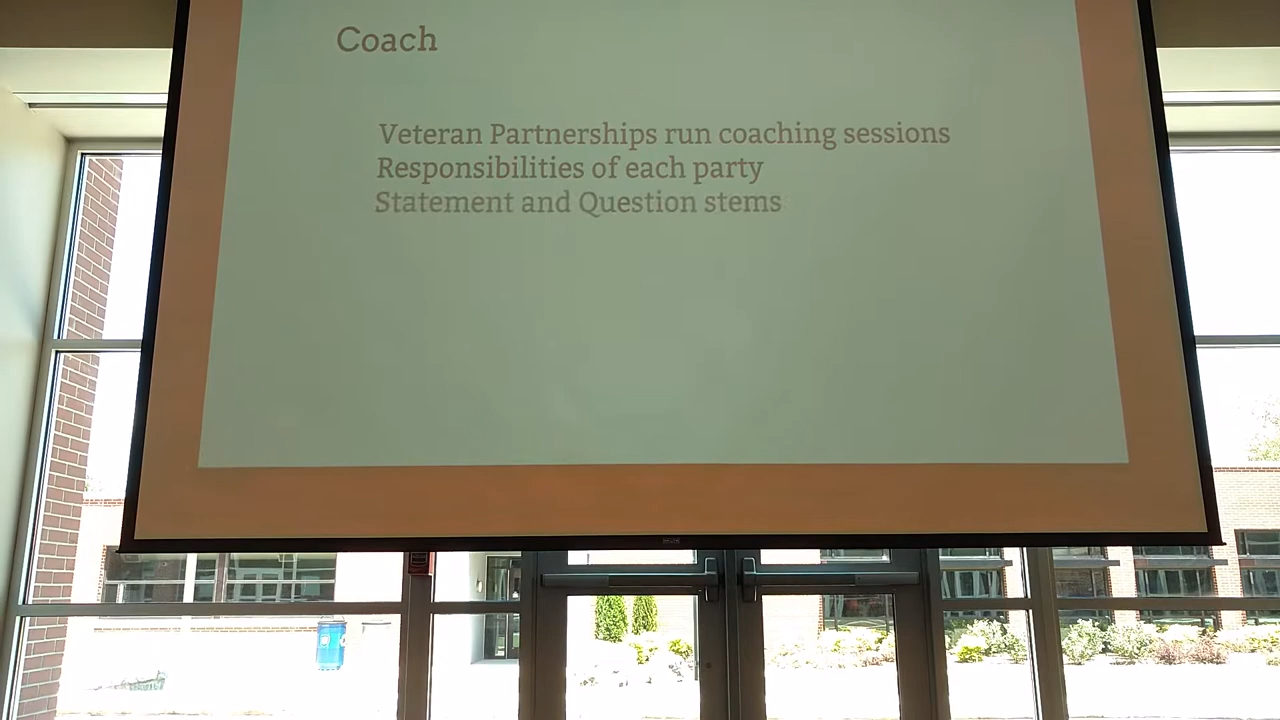 Coach
Veteran Partnerships run coaching sessions
Responsibilities of each party
Statement and Question stems